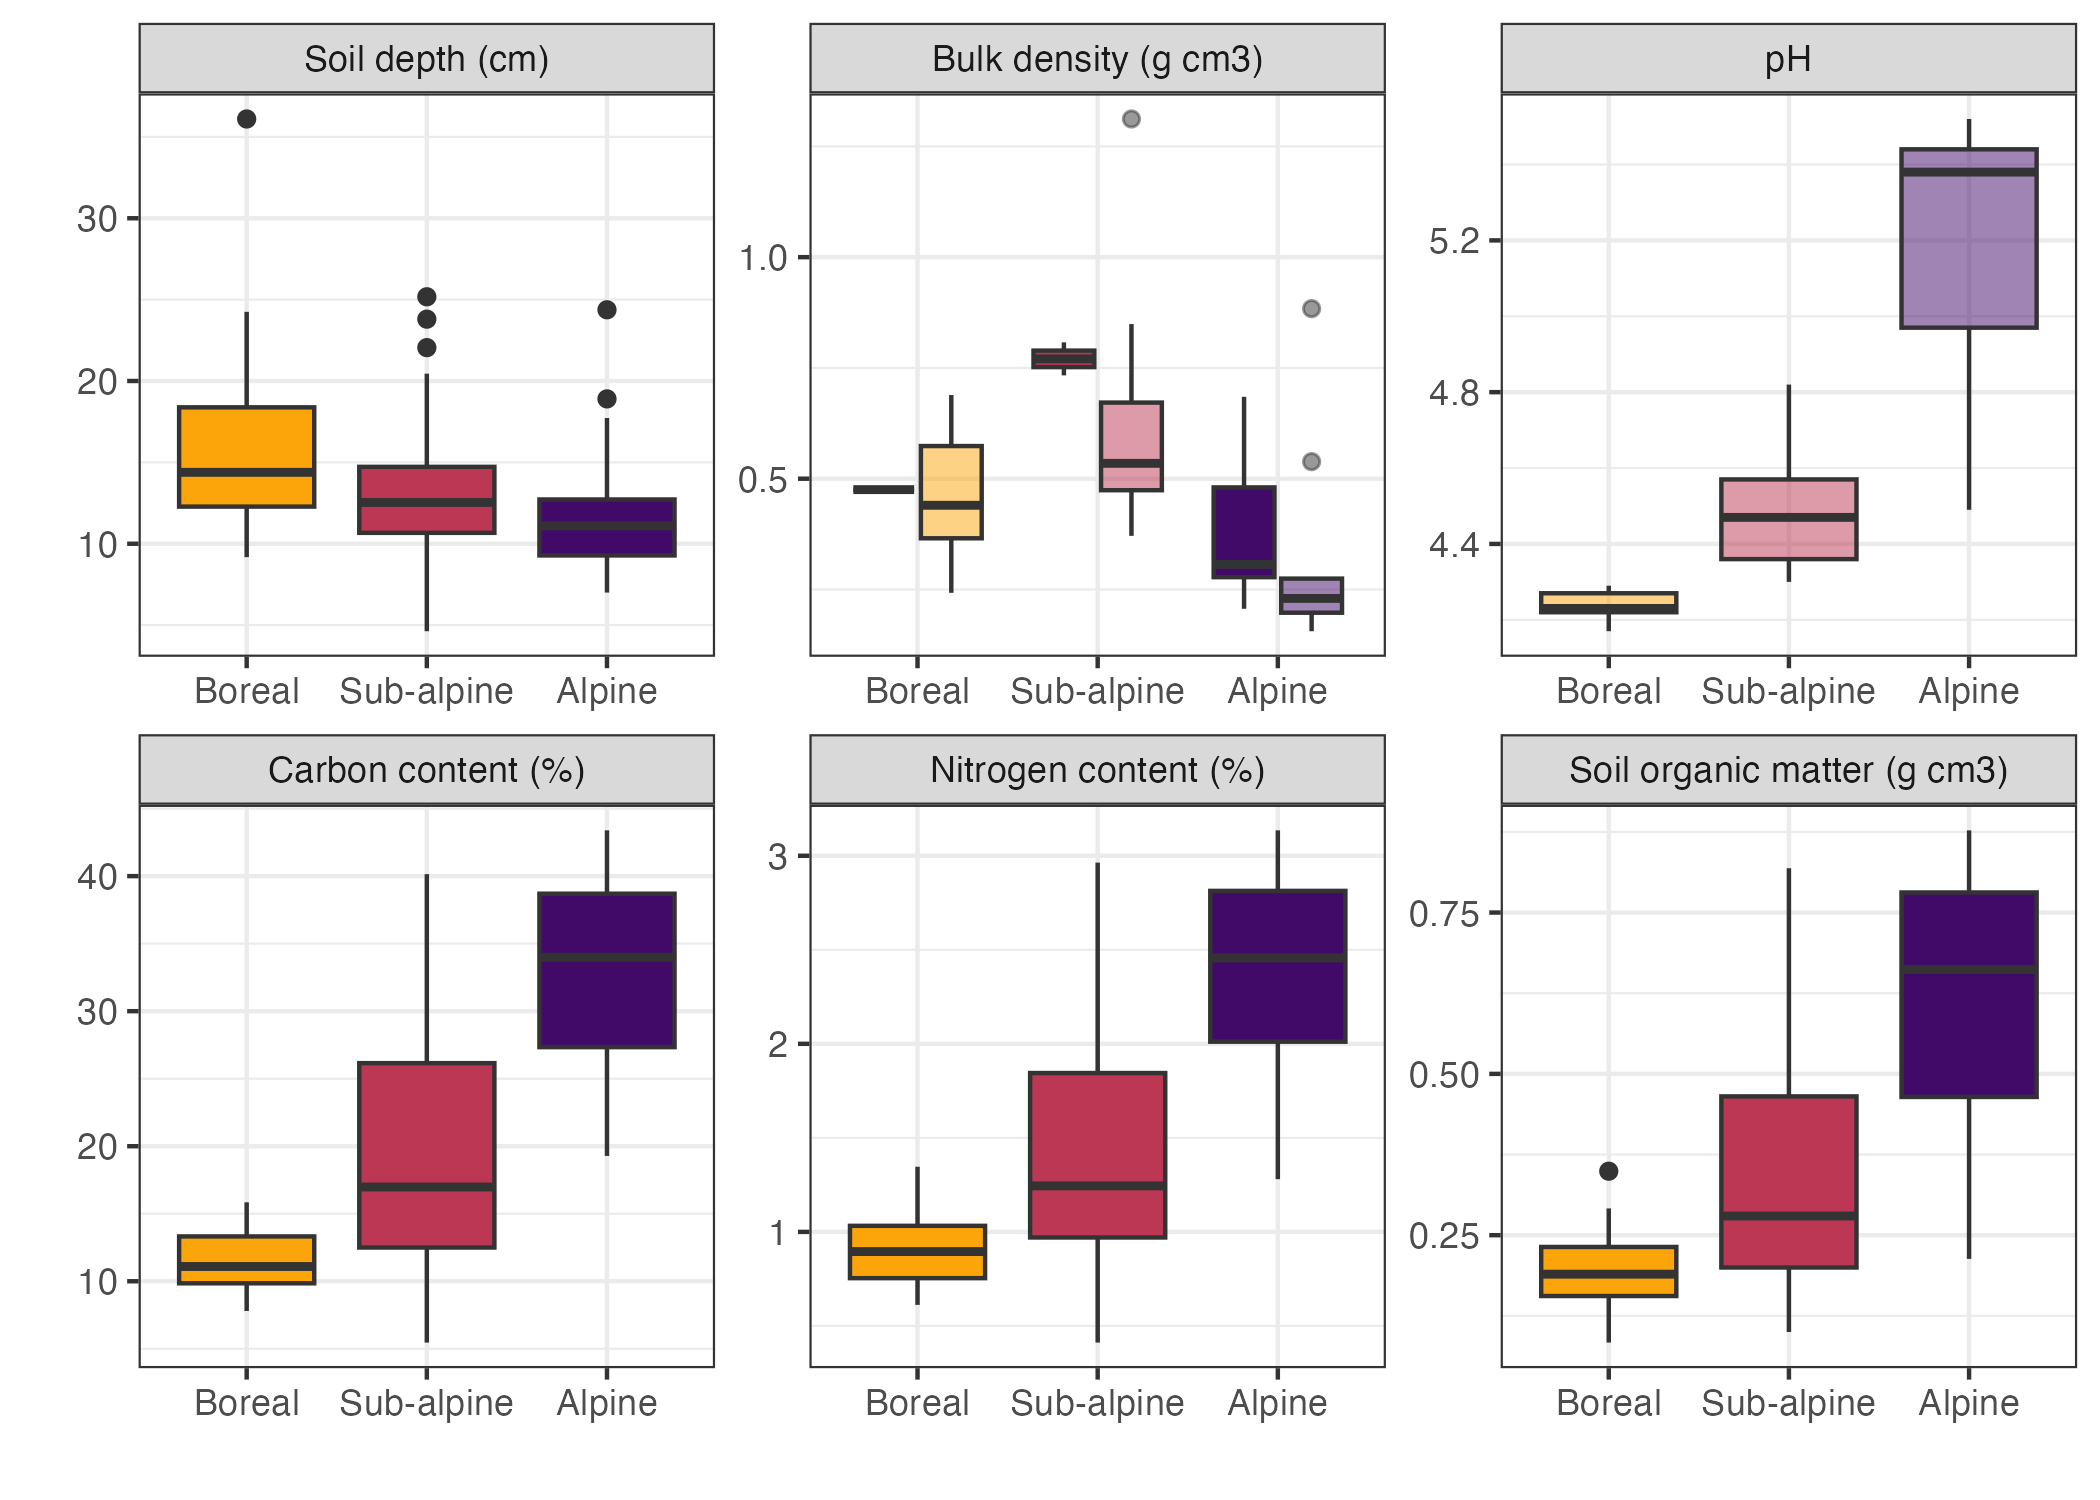 Soil depth (cm)
Bulk density (g cm3)
pH
30
20
10
1.0
0.5
5.2
4.8
4.4
Boreal Sub-alpine Alpine
Boreal Sub-alpine Alpine
Boreal Sub-alpine Alpine
Carbon content (%)
Nitrogen content (%)
Soil organic matter (g cm3)
40
30
20
10
3
2
1
0.75
0.50
0.25
Boreal Sub-alpine Alpine
Boreal Sub-alpine Alpine
Boreal Sub-alpine Alpine